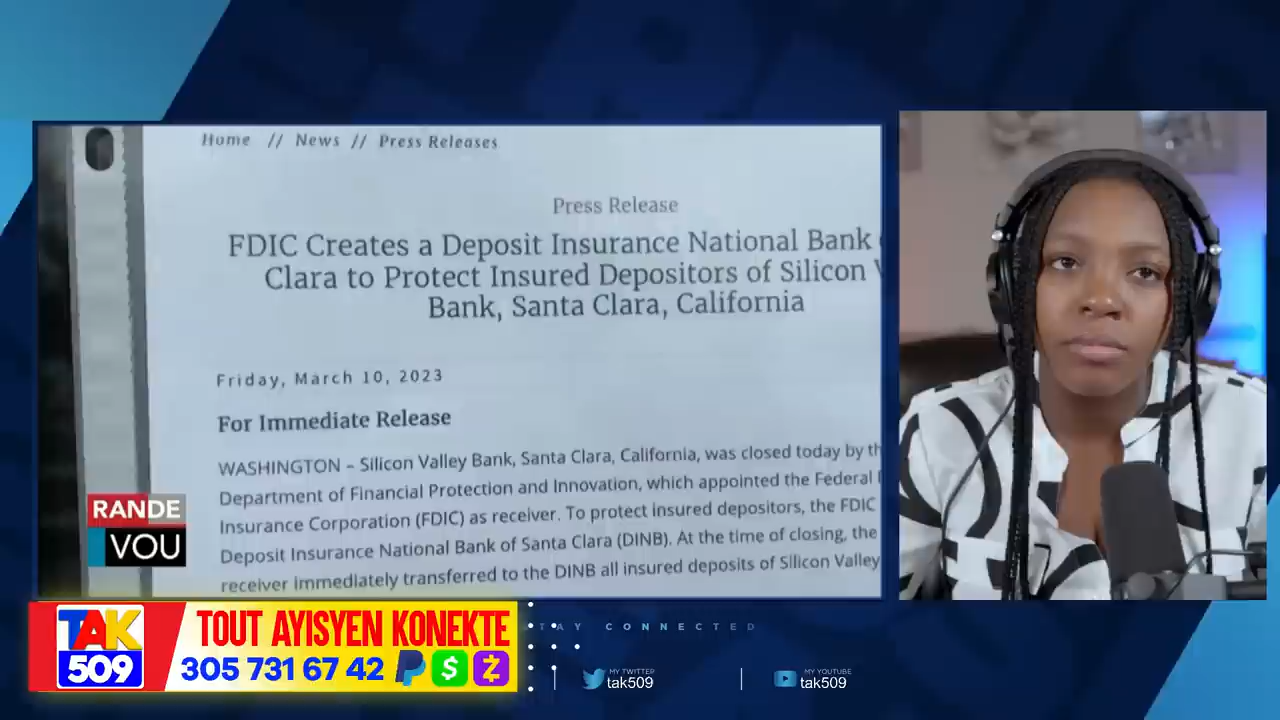 Home // News // Press Releases
Press Release
FDIC Creates a Deposit Insurance National Bank
Clara to Protect Insured Depositors of Silicon
Bank, Santa Clara, California
Friday, March 10, 2023
For Immediate Release
WASHINGTON – Silicon Valley Bank, Santa Clara, California, was closed today by th
Department of Financial Protection and Innovation, which appointed the Federal
Insurance Corporation (FDIC) as receiver. To protect insured depositors, the FDIC
Deposit Insurance National Bank of Santa Clara (DINB). At the time of closing, the
receiver immediately transferred to the DINB all insured deposits of Silicon Valley
RANDE
VOU
TAK
509
TOUT AYISYEN KONEKTE
305 731 67 42
TAY CONNECTED
MY TWITTER
tak509
MY YOUTUBE
tak509